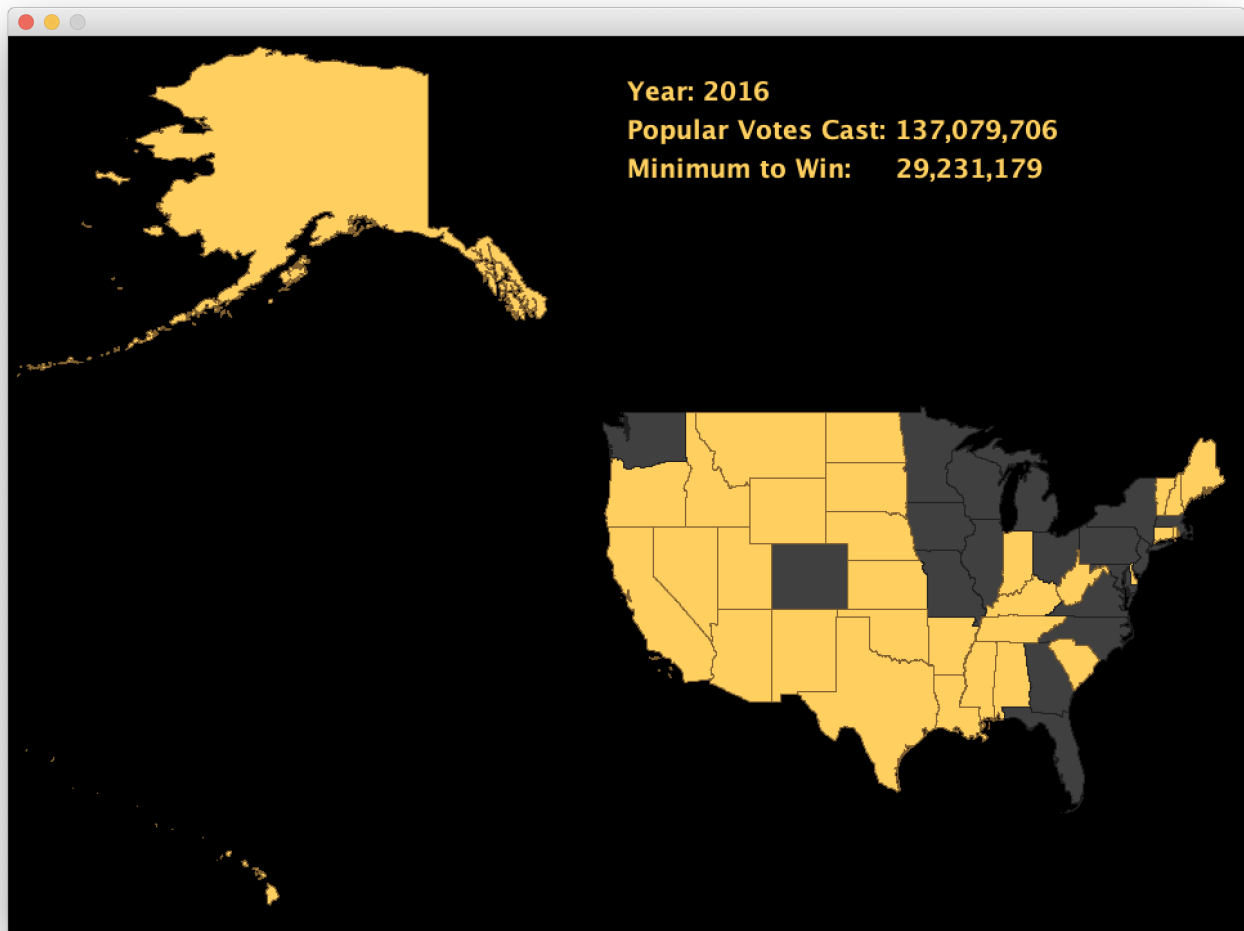 Year: 2016
Popular Votes Cast: 137,079,706
Minimum to Win: 29,231,179